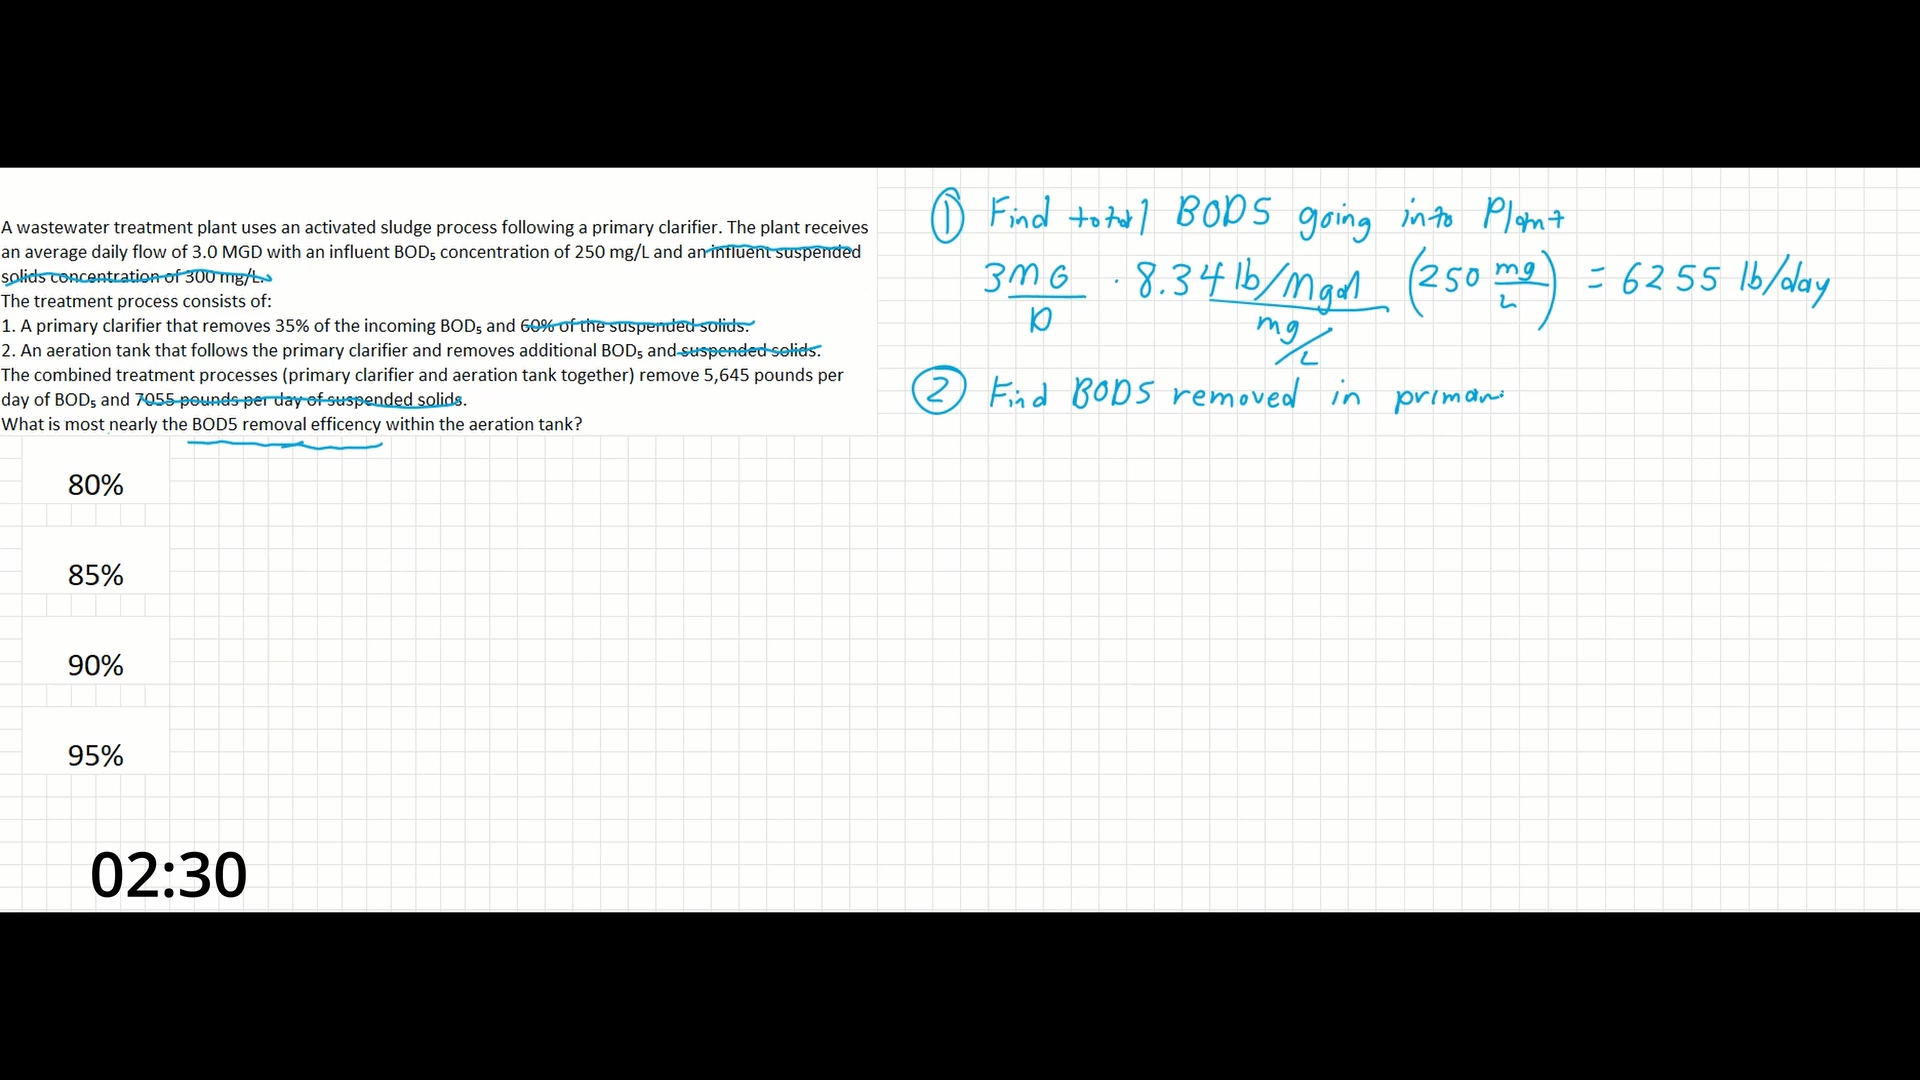 A wastewater treatment plant uses an activated sludge process following a primary clarifier. The plant receives
an average daily flow of 3.0 MGD with an influent BOD₅ concentration of 250 mg/L and an influent suspended
solids concentration of 300 mg/L.
The treatment process consists of:
1. A primary clarifier that removes 35% of the incoming BOD₅ and 60% of the suspended solids.
2. An aeration tank that follows the primary clarifier and removes additional BOD₅ and suspended solids.
The combined treatment processes (primary clarifier and aeration tank together) remove 5,645 pounds per
day of BOD₅ and 7055 pounds per day of suspended solids.
What is most nearly the BOD5 removal efficency within the aeration tank?
80%
85%
90%
95%
02:30
① Find total BOD5 going into Plant
3MG/D · 8.34 lb/Mgal / mg/L (250 mg/L) = 6255 lb/day
② Find BOD5 removed in primar